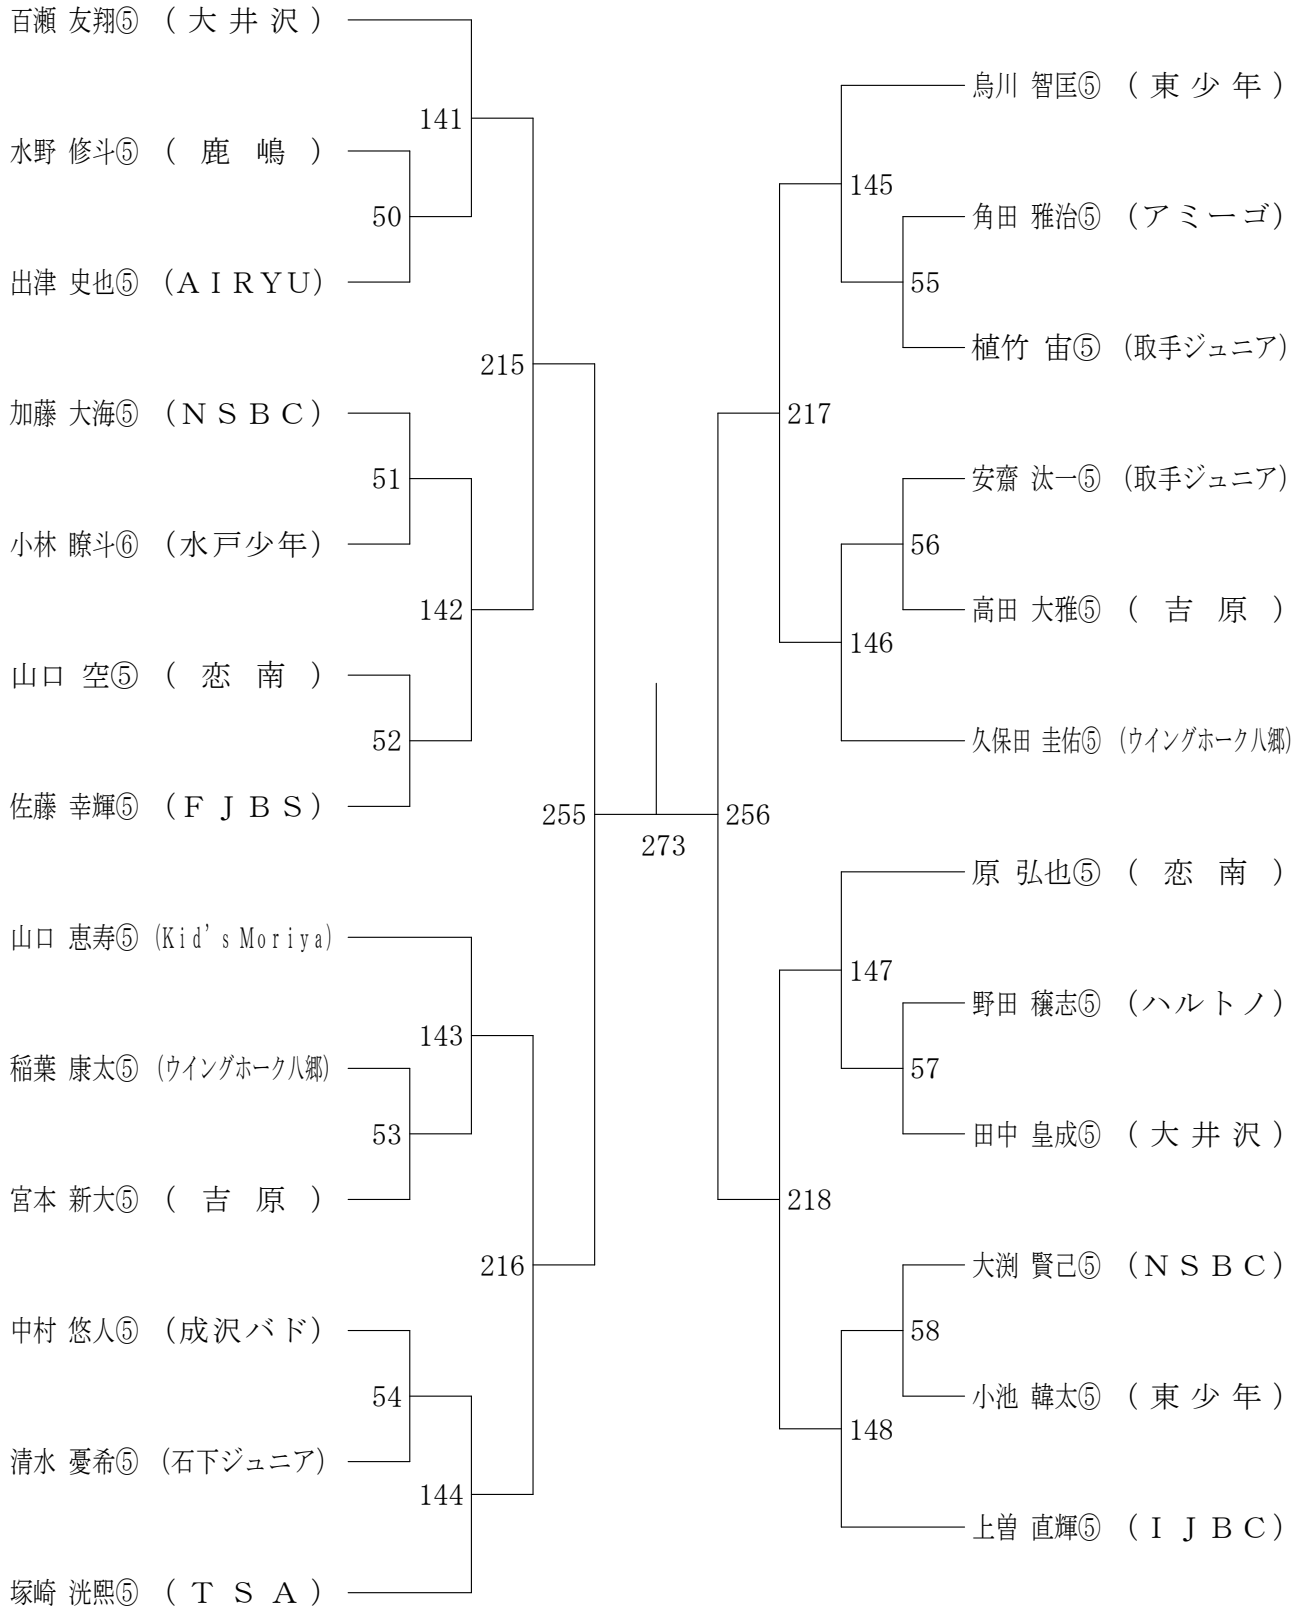 百瀬 友翔⑤ (大井沢)
141
水野 修斗⑤ (鹿嶋)
50
出津 史也⑤ (AIRYU)
215
加藤 大海⑤ (NSBC)
51
小林 瞭斗⑥ (水戸少年)
142
山口 空⑤ (恋南)
52
佐藤 幸輝⑤ (FJBS)
255
山口 恵寿⑤ (Kid's Moriya)
143
稲葉 康太⑤ (ウイングホーク八郷)
53
宮本 新大⑤ (吉原)
216
中村 悠人⑤ (成沢バド)
54
清水 憂希⑤ (石下ジュニア)
144
塚崎 洸熙⑤ (TSA)
273
烏川 智匡⑤ (東少年)
145
角田 雅治⑤ (アミーゴ)
55
植竹 宙⑤ (取手ジュニア)
217
安齋 汰一⑤ (取手ジュニア)
56
高田 大雅⑤ (吉原)
146
久保田 圭佑⑤ (ウイングホーク八郷)
256
原 弘也⑤ (恋南)
147
野田 穣志⑤ (ハルトノ)
57
田中 皇成⑤ (大井沢)
218
大渕 賢己⑤ (NSBC)
58
小池 韓太⑤ (東少年)
148
上曽 直輝⑤ (IJBC)